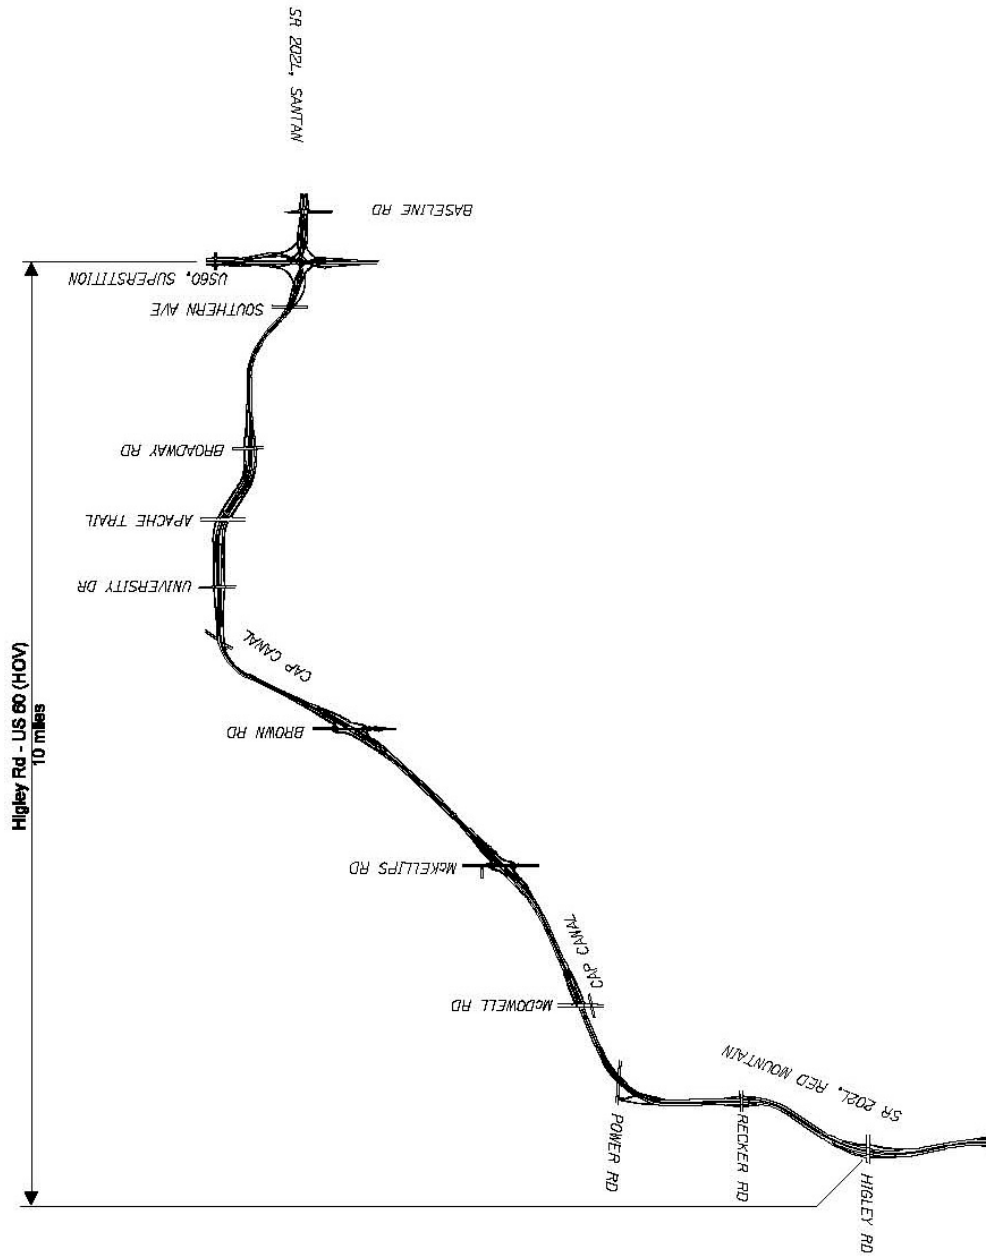 SR 202L, SANTAN
BASELINE RD
US60, SUPERSTITION
SOUTHERN AVE
BROADWAY RD
APACHE TRAIL
UNIVERSITY DR
CAP CANAL
Higley Rd - US 60 (HOV)
10 miles
BROWN RD
McKELLIPS RD
CAP CANAL
McDOWELL RD
SR 202L, RED MOUNTAIN
POWER RD
RECKER RD
HIGLEY RD